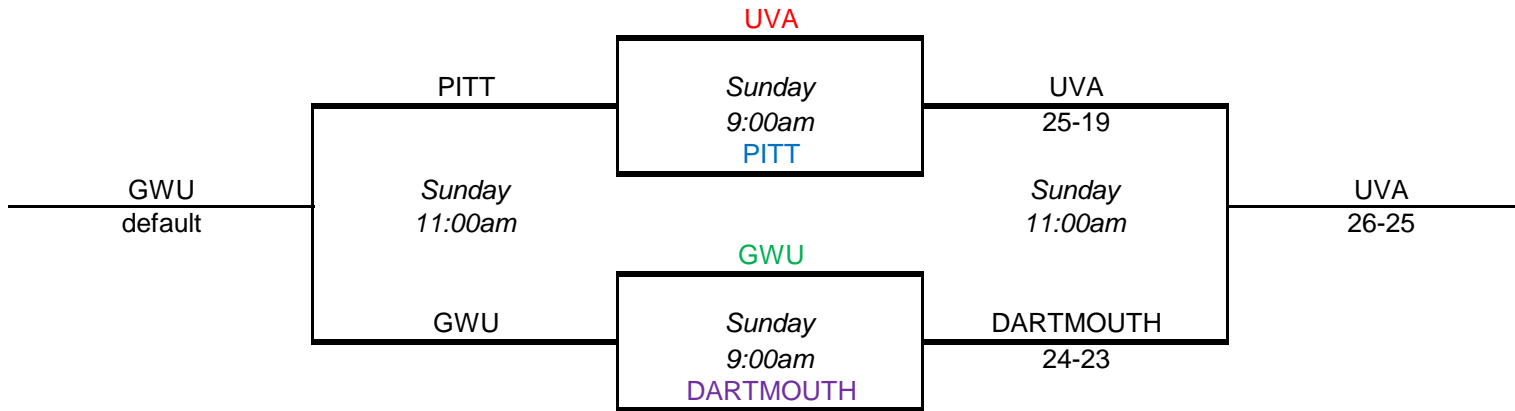 UVA
PITT
Sunday
UVA
9:00am
25-19
PITT
GWU
Sunday
Sunday
UVA
default
11:00am
11:00am
26-25
GWU
GWU
Sunday
DARTMOUTH
9:00am
24-23
DARTMOUTH